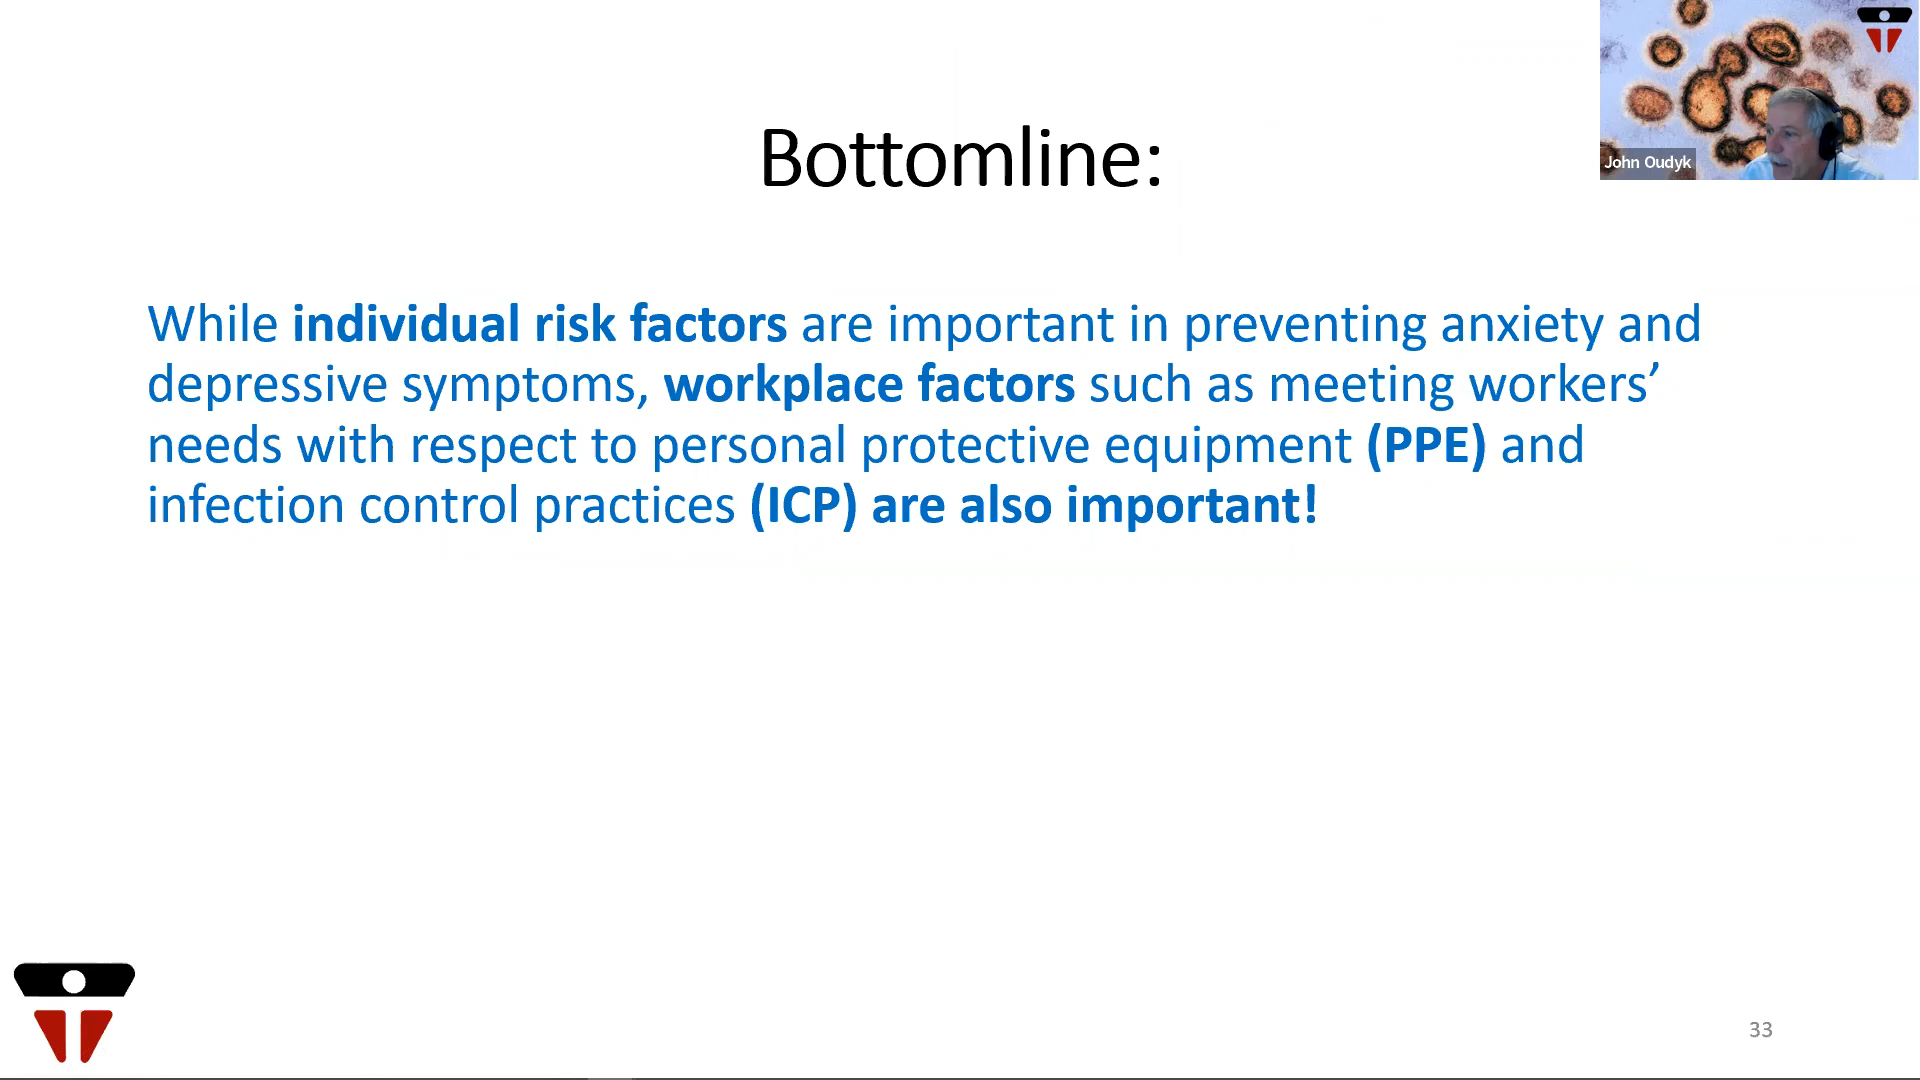 Bottomline:
John Oudyk
While individual risk factors are important in preventing anxiety and
depressive symptoms, workplace factors such as meeting workers’
needs with respect to personal protective equipment (PPE) and
infection control practices (ICP) are also important!
33